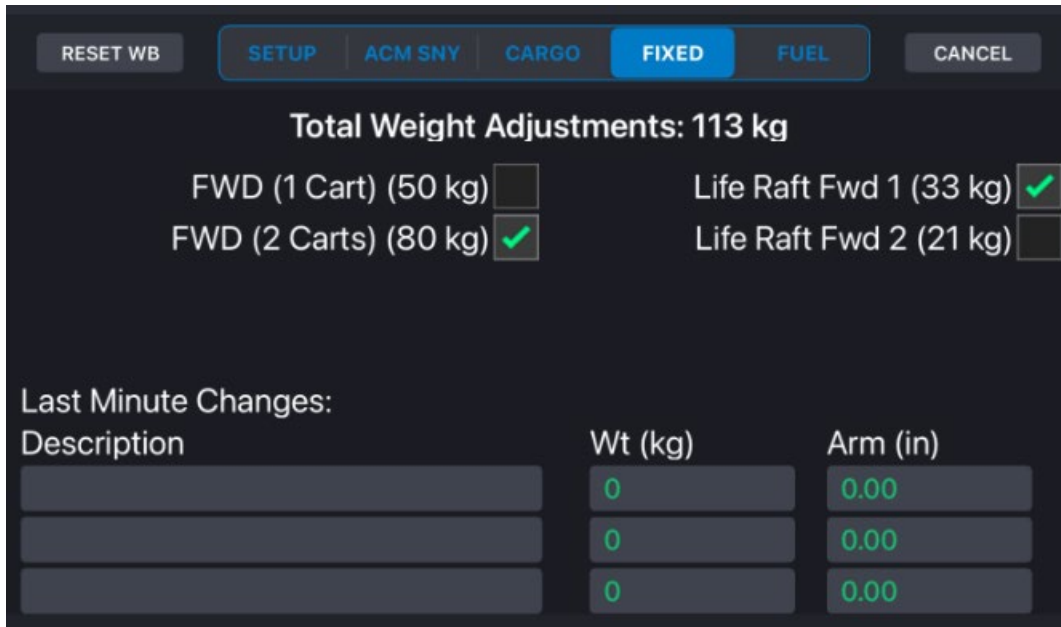 RESET WB SETUP ACM SNY CARGO FIXED FUEL CANCEL
Total Weight Adjustments: 113 kg
FWD (1 Cart) (50 kg) Life Raft Fwd 1 (33 kg)
FWD (2 Carts) (80 kg) Life Raft Fwd 2 (21 kg)
Last Minute Changes:
Description Wt (kg) Arm (in)
0 0.00
0 0.00
0 0.00